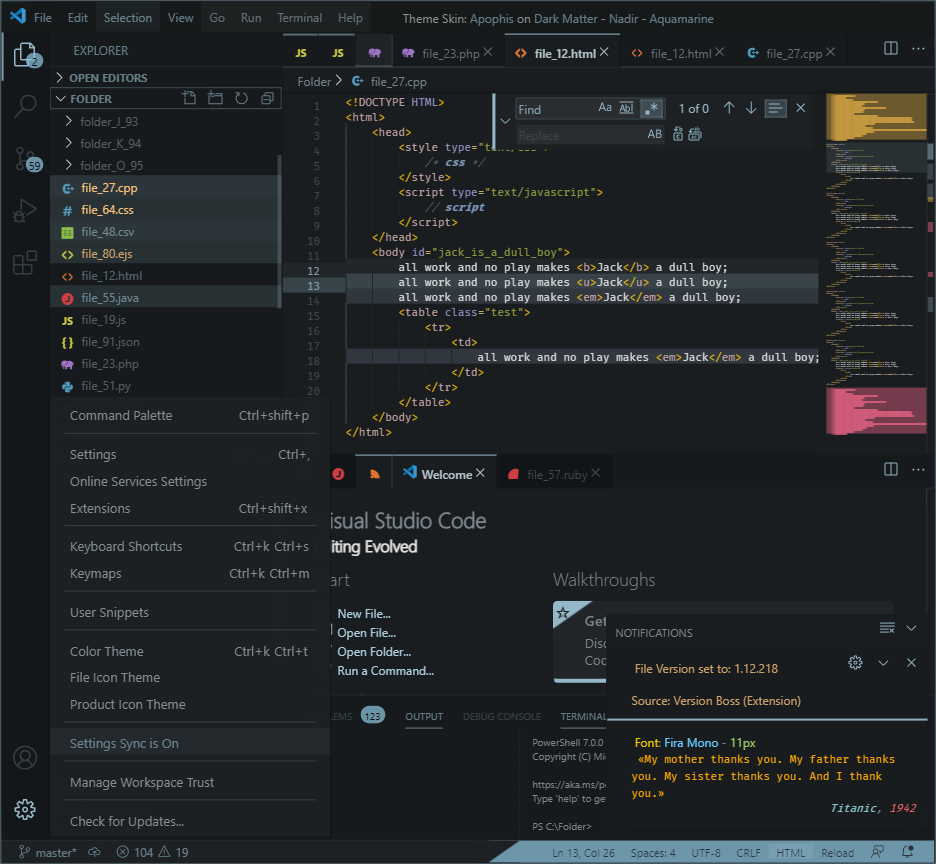 File Edit Selection View Go Run Terminal Help Theme Skin: Apophis on Dark Matter - Nadir - Aquamarine
2
59
EXPLORER
OPEN EDITORS
FOLDER
folder_J_93
folder_K_94
folder_O_95
file_27.cpp
file_64.css
file_48.csv
file_80.ejs
file_12.html
file_55.java
file_19.js
file_91.json
file_23.php
file_51.py
JS JS file_23.php file_12.html file_12.html file_27.cpp
Folder > file_27.cpp
Find Aa Abl .* 1 of 0
Replace AB
1 <!DOCTYPE HTML>
2 <html>
3 <head>
4 <style type="text/css">
5 /* css */
6 </style>
7 <script type="text/javascript">
8 // script
9 </script>
10 </head>
11 <body id="jack_is_a_dull_boy">
12 all work and no play makes <b>Jack</b> a dull boy;
13 all work and no play makes <u>Jack</u> a dull boy;
14 all work and no play makes <em>Jack</em> a dull boy;
15 <table class="test">
16 <tr>
17 <td>
18 all work and no play makes <em>Jack</em> a dull boy;
19 </td>
20 </tr>
</table>
</body>
</html>
Command Palette Ctrl+shift+p
Settings Ctrl+,
Online Services Settings
Extensions Ctrl+shift+x
Keyboard Shortcuts Ctrl+k Ctrl+s
Keymaps Ctrl+k Ctrl+m
User Snippets
Color Theme Ctrl+k Ctrl+t
File Icon Theme
Product Icon Theme
Settings Sync is On
Manage Workspace Trust
Check for Updates...
Welcome file_57.ruby
isual Studio Code
iting Evolved
art
New File...
Open File...
Open Folder...
Run a Command...
Walkthroughs
Get
Disc
Coc
LEMS 123 OUTPUT DEBUG CONSOLE TERMINAL
PowerShell 7.0.0
Copyright (C) Mi
https://aka.ms/p
Type 'help' to get
PS C:\Folder>
NOTIFICATIONS
File Version set to: 1.12.218
Source: Version Boss (Extension)
Font: Fira Mono - 11px
«My mother thanks you. My father thanks
you. My sister thanks you. And I thank
you.»
Titanic, 1942
master* 104 19 Ln 13, Col 26 Spaces: 4 UTF-8 CRLF HTML Reload